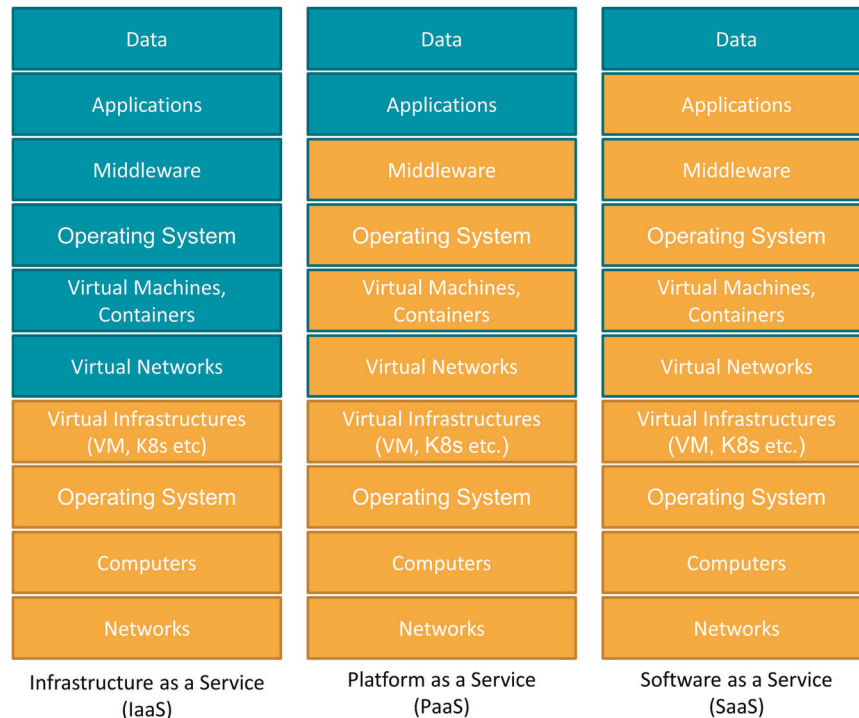 Data
Applications
Middleware
Operating System
Virtual Machines,
Containers
Virtual Networks
Virtual Infrastructures
(VM, K8s etc)
Operating System
Computers
Networks
Infrastructure as a Service
(IaaS)
Data
Applications
Middleware
Operating System
Virtual Machines,
Containers
Virtual Networks
Virtual Infrastructures
(VM, K8s etc.)
Operating System
Computers
Networks
Platform as a Service
(PaaS)
Data
Applications
Middleware
Operating System
Virtual Machines,
Containers
Virtual Networks
Virtual Infrastructures
(VM, K8s etc.)
Operating System
Computers
Networks
Software as a Service
(SaaS)